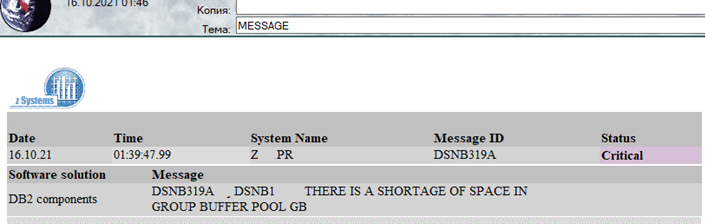 16.10.2021 01:46
Копия:
Тема: MESSAGE
z Systems
Date Time System Name Message ID Status
16.10.21 01:39:47.99 Z PR DSNB319A Critical
Software solution Message
DB2 components DSNB319A _DSNB1 THERE IS A SHORTAGE OF SPACE IN
GROUP BUFFER POOL GB